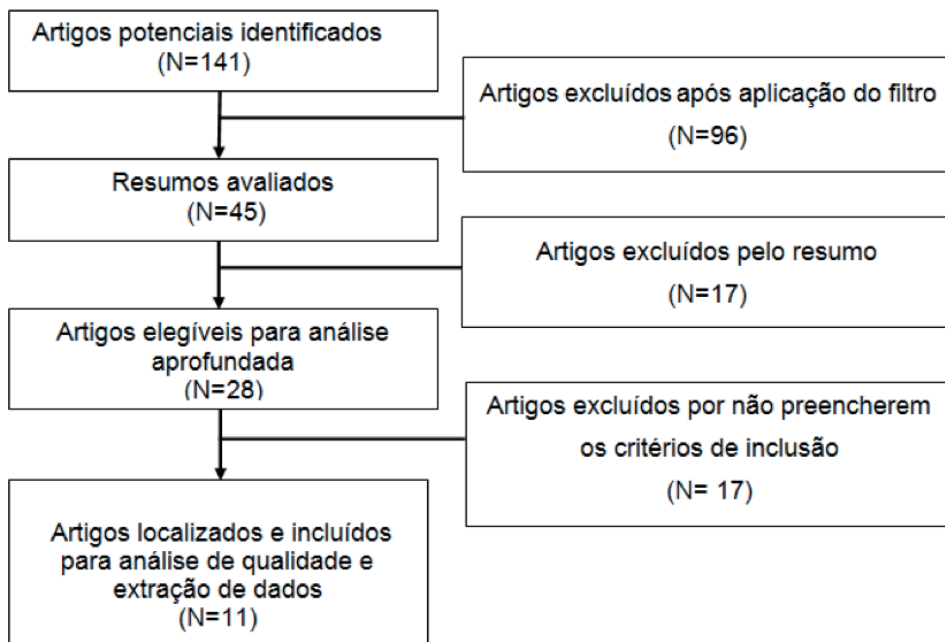 Artigos potenciais identificados
(N=141)
Artigos excluídos após aplicação do filtro
(N=96)
Resumos avaliados
(N=45)
Artigos excluídos pelo resumo
(N=17)
Artigos elegíveis para análise
aprofundada
(N=28)
Artigos excluídos por não preencherem
os critérios de inclusão
(N= 17)
Artigos localizados e incluídos
para análise de qualidade e
extração de dados
(N=11)